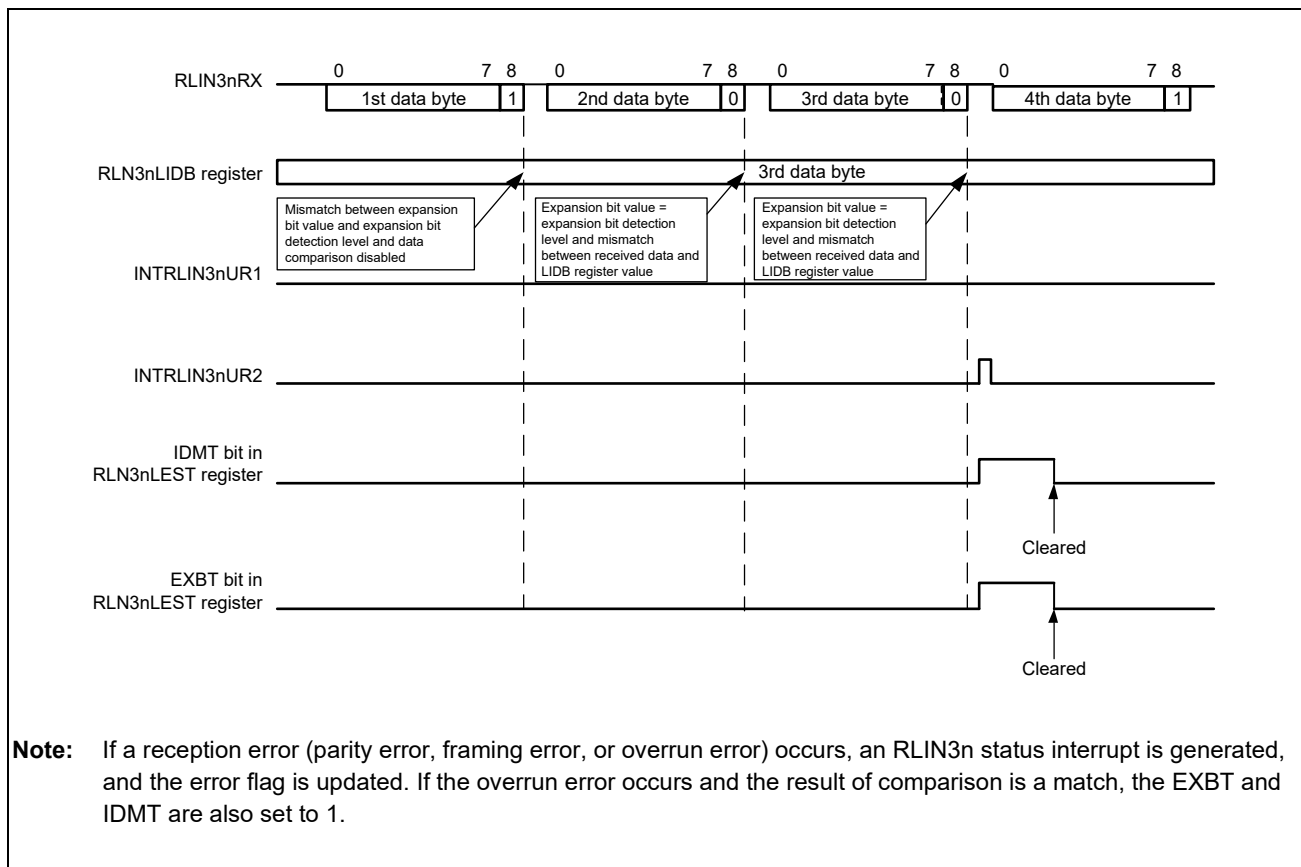 0 7 8 0 7 8 0 7 8 0 7 8
RLIN3nRX
1st data byte 1 2nd data byte 0 3rd data byte 0 4th data byte 1
RLN3nLIDB register
3rd data byte
Mismatch between expansion
bit value and expansion bit
detection level and data
comparison disabled
Expansion bit value =
expansion bit detection
level and mismatch
between received data and
LIDB register value
Expansion bit value =
expansion bit detection
level and mismatch
between received data and
LIDB register value
INTRLIN3nUR1
INTRLIN3nUR2
IDMT bit in
RLN3nLEST register
Cleared
EXBT bit in
RLN3nLEST register
Cleared
Note: If a reception error (parity error, framing error, or overrun error) occurs, an RLIN3n status interrupt is generated,
and the error flag is updated. If the overrun error occurs and the result of comparison is a match, the EXBT and
IDMT are also set to 1.